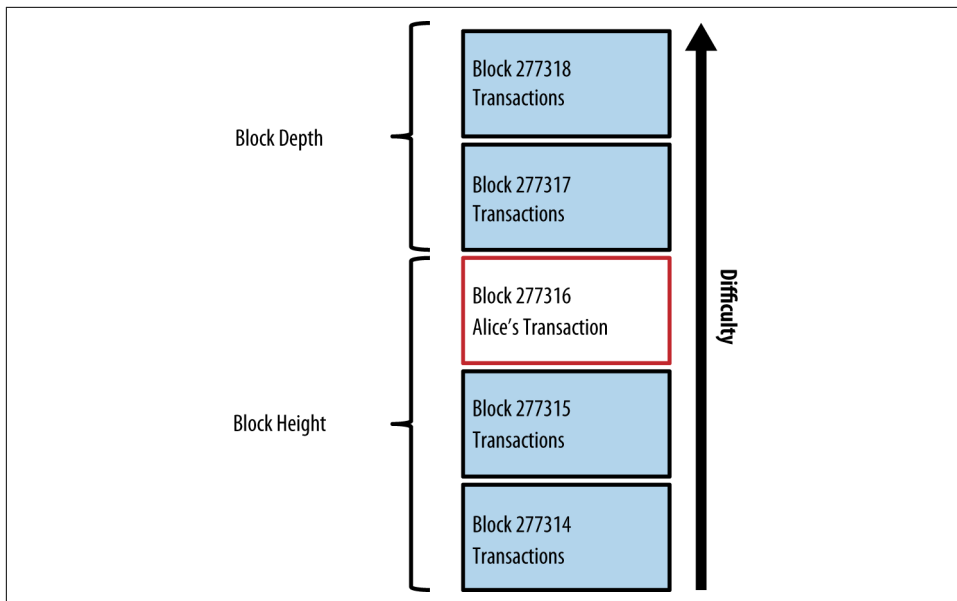 Block 277318
Transactions
Block Depth
Block 277317
Transactions
Block 277316
Alice’s Transaction
Difficulty
Block 277315
Block Height
Transactions
Block 277314
Transactions